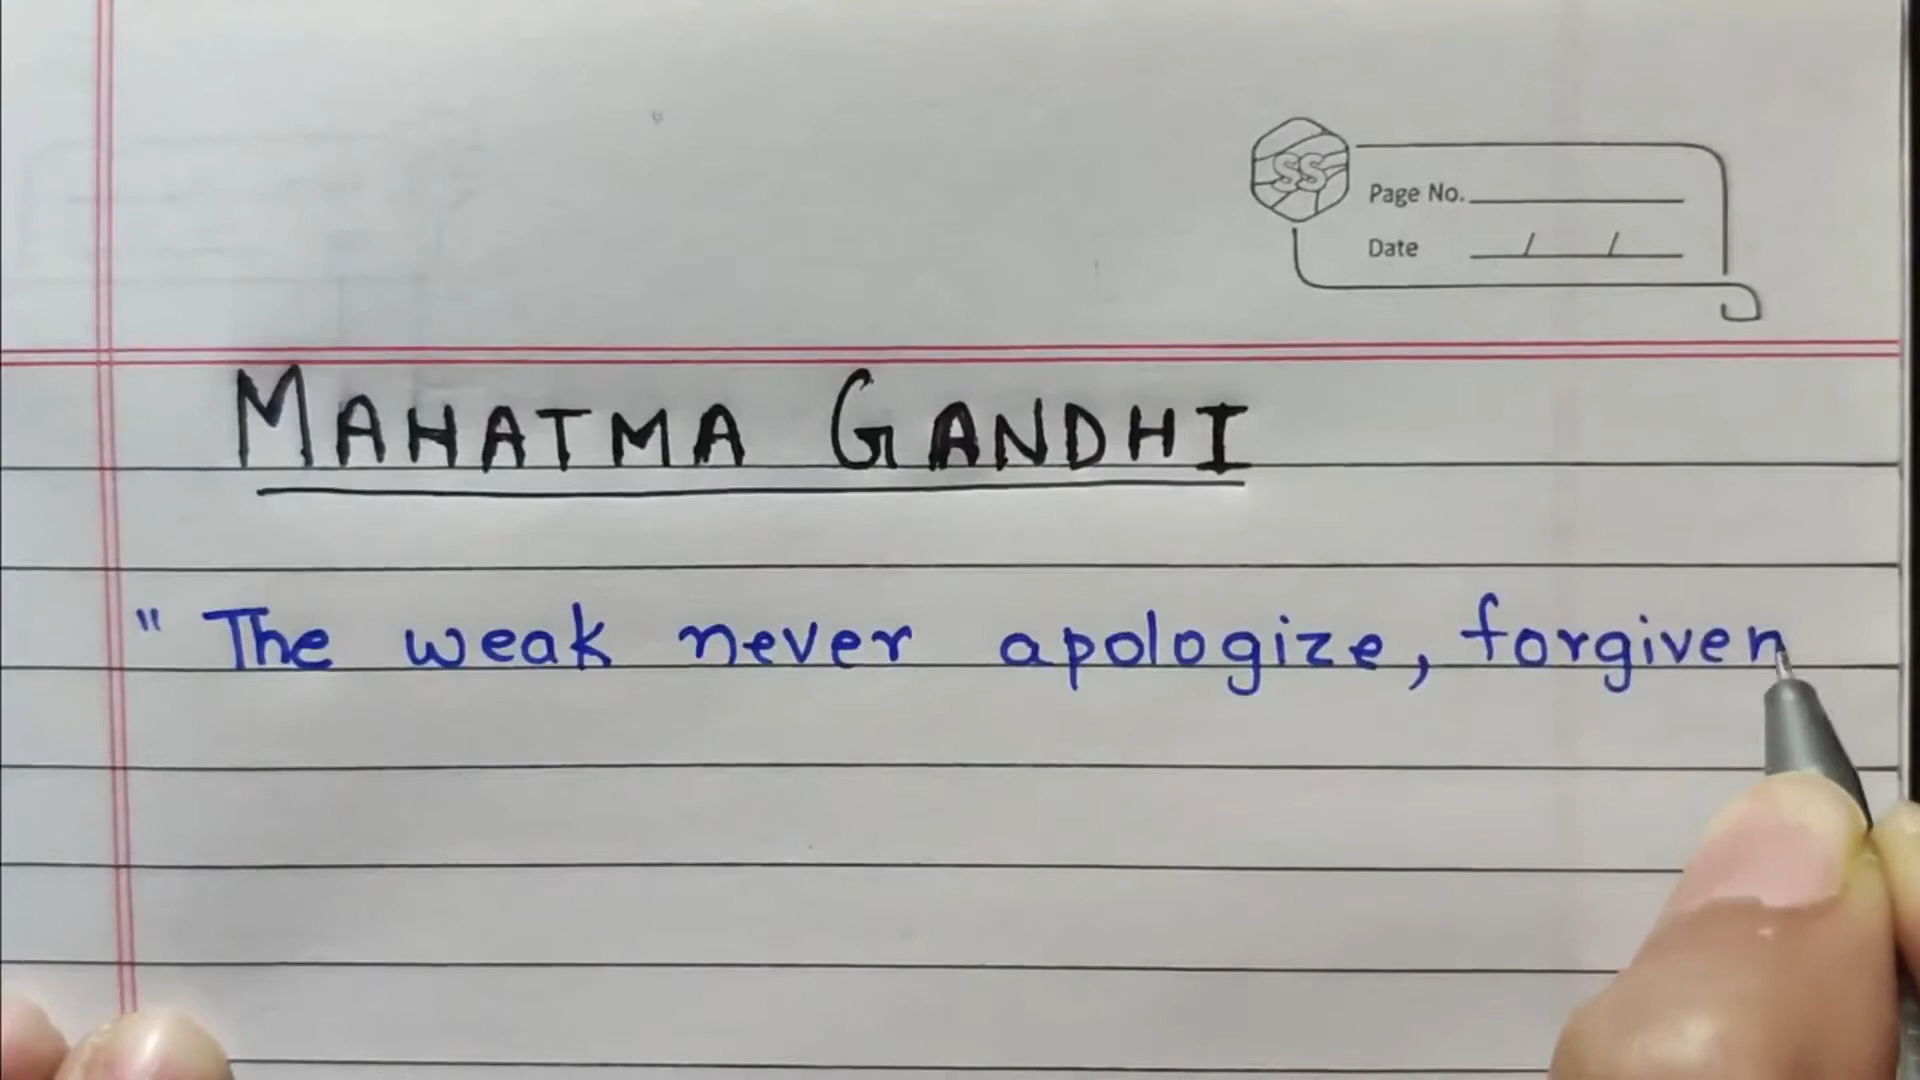 SS
Page No.
Date / /
MAHATMA GANDHI
" The weak never apologize, forgiven